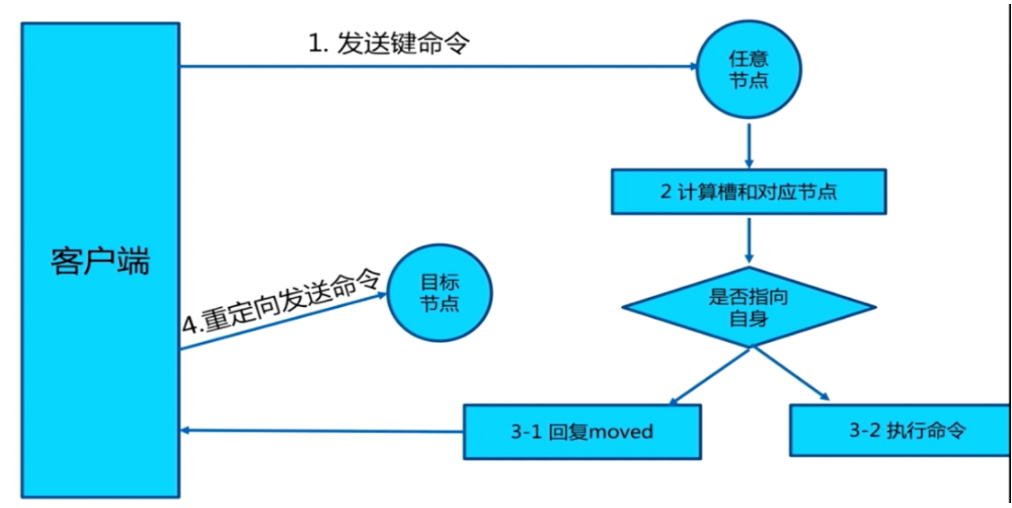 1. 发送键命令
任意
节点
2 计算槽和对应节点
客户端
4.重定向发送命令
目标
节点
是否指向
自身
3-1 回复moved
3-2 执行命令